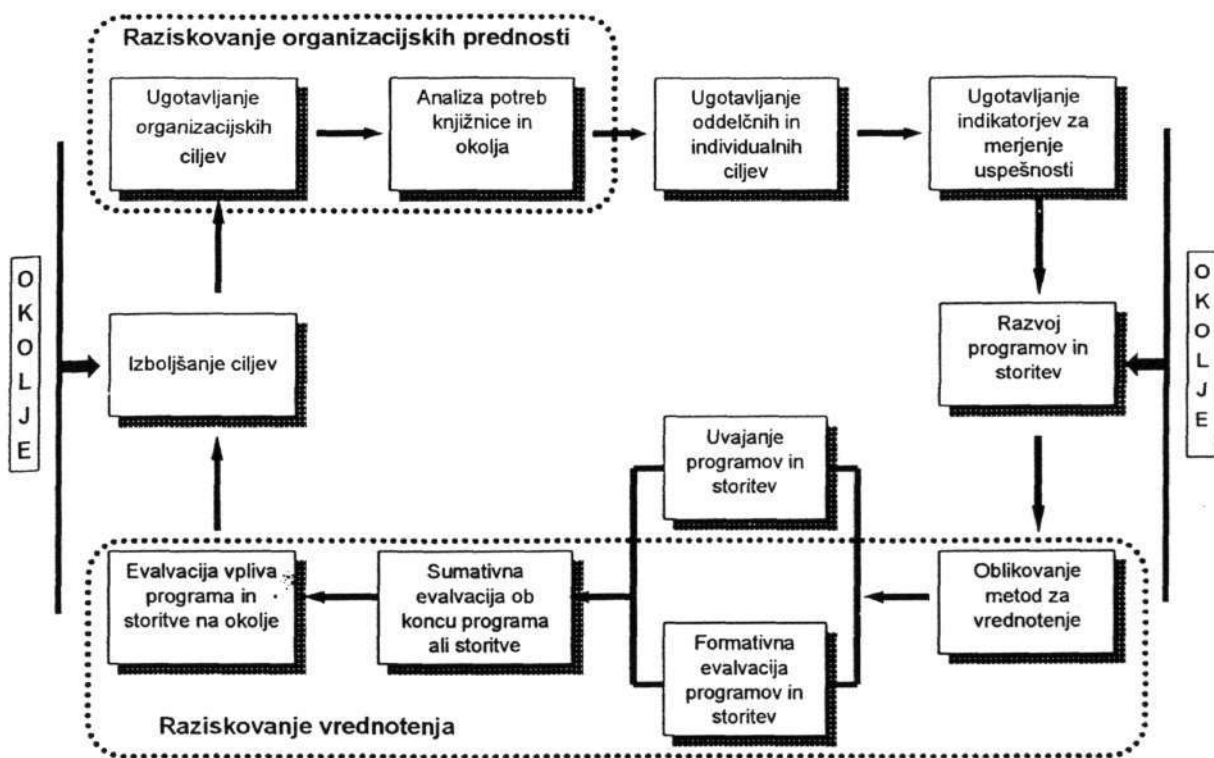 Raziskovanje organizacijskih prednosti
Ugotavljanje
organizacijskih
ciljev
Analiza potreb
knjižnice in
okolja
Ugotavljanje
oddelčnih in
individualnih
ciljev
Ugotavljanje
indikatorjev za
merjenje
uspešnosti
OKOLJE
Izboljšanje ciljev
Razvoj
programov in
storitev
OKOLJE
Uvajanje
programov in
storitev
Evalvacija vpliva
programa in
storitve na okolje
Sumativna
evalvacija ob
koncu programa
ali storitve
Formativna
evalvacija
programov in
storitev
Oblikovanje
metod za
vrednotenje
Raziskovanje vrednotenja